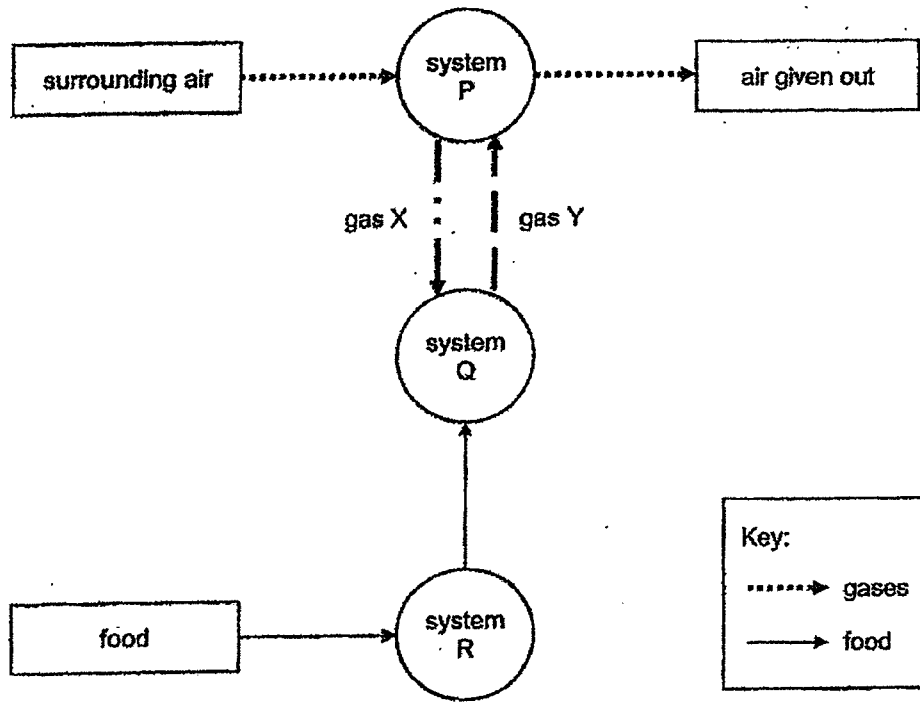 surrounding air
system
P
air given out
gas X
gas Y
system
Q
Key:
gases
food
food
system
R